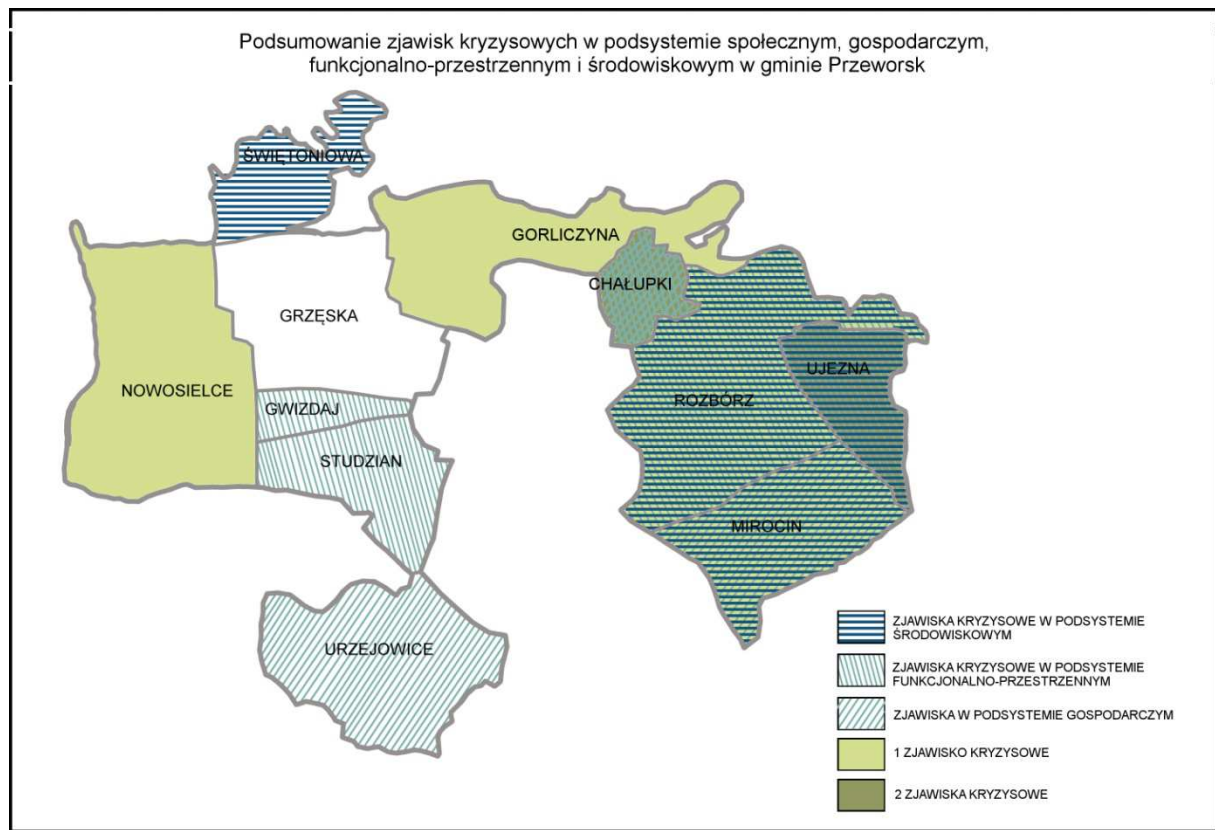 Podsumowanie zjawisk kryzysowych w podsystemie społecznym, gospodarczym,
funkcjonalno-przestrzennym i środowiskowym w gminie Przeworsk
ŚWIĘTONIOWA
GORLICZYNA
CHAŁUPKI
GRZĘSKA
UJEZNA
NOWOSIELCE
ROZBÓRZ
GWIZDAJ
STUDZIAN
MIROCIN
URZEJOWICE
ZJAWISKA KRYZYSOWE W PODSYSTEMIE
ŚRODOWISKOWYM
ZJAWISKA KRYZYSOWE W PODSYSTEMIE
FUNKCJONALNO-PRZESTRZENNYM
ZJAWISKA W PODSYSTEMIE GOSPODARCZYM
1 ZJAWISKO KRYZYSOWE
2 ZJAWISKA KRYZYSOWE